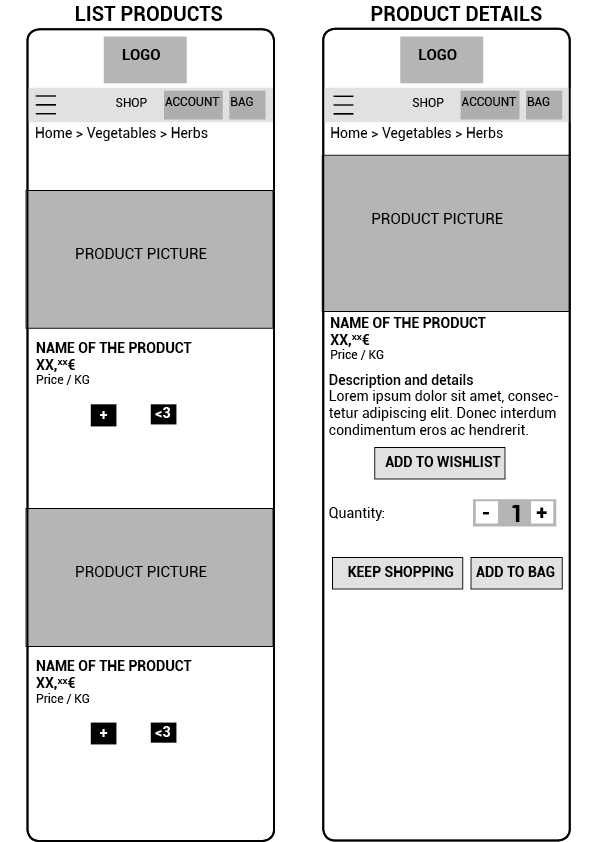 LIST PRODUCTS
LOGO
SHOP ACCOUNT BAG
Home > Vegetables > Herbs
PRODUCT PICTURE
NAME OF THE PRODUCT
XX,xx€
Price / KG
+ <3
PRODUCT PICTURE
NAME OF THE PRODUCT
XX,xx€
Price / KG
+ <3
PRODUCT DETAILS
LOGO
SHOP ACCOUNT BAG
Home > Vegetables > Herbs
PRODUCT PICTURE
NAME OF THE PRODUCT
XX,xx€
Price / KG
Description and details
Lorem ipsum dolor sit amet, consec-
tetur adipiscing elit. Donec interdum
condimentum eros ac hendrerit.
ADD TO WISHLIST
Quantity: - 1 +
KEEP SHOPPING ADD TO BAG